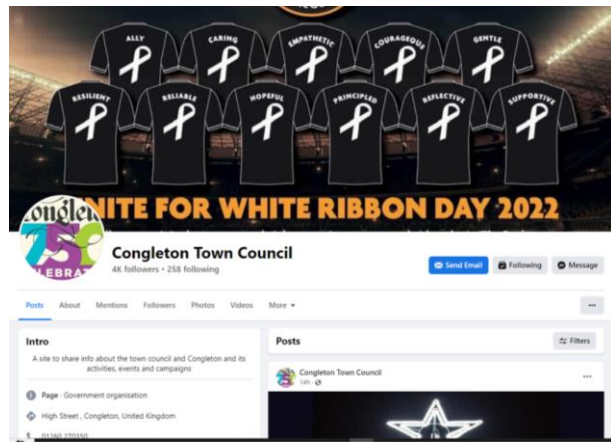 ALLY CARING EMPATHETIC COURAGEOUS GENTLE
RESILIENT RELIABLE HOPEFUL PRINCIPLED REFLECTIVE SUPPORTIVE
NITE FOR WHITE RIBBON DAY 2022
Congleton Town Council
4K followers • 258 following
Send Email Following Message
Posts About Mentions Followers Photos Videos More
Intro
A site to share info about the town council and Congleton and its
activities, events and campaigns
Page · Government organisation
High Street , Congleton, United Kingdom
01260 270350
Posts
Filters
Congleton Town Council
14h